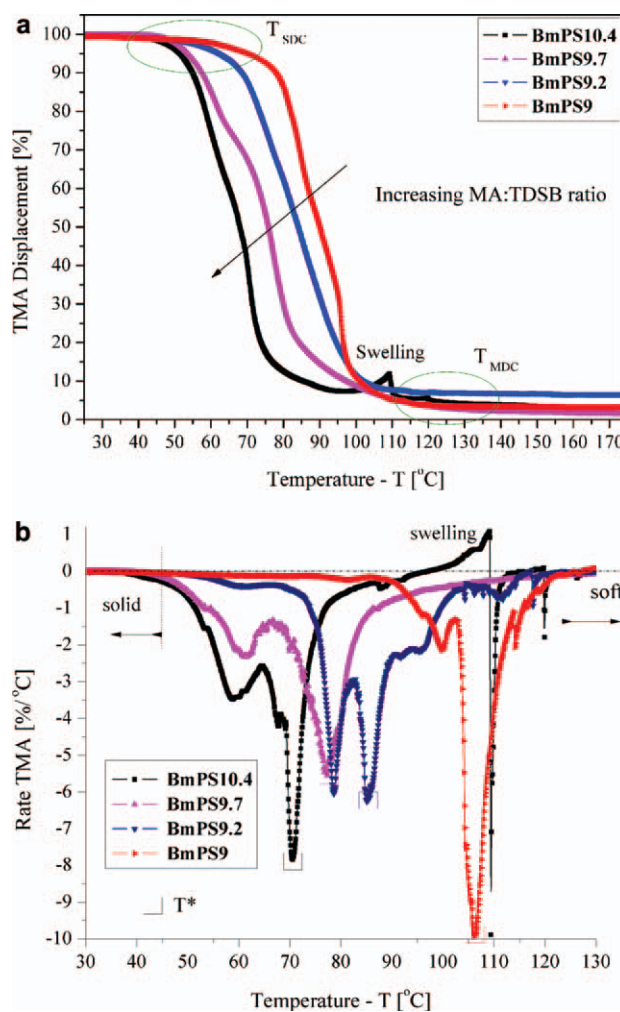 a
100
90
80
70
60
50
40
30
20
10
0
TMA Displacement [%]
T SDC
BmPS10.4
BmPS9.7
BmPS9.2
BmPS9
Increasing MA:TDSB ratio
Swelling
T MDC
30 40 50 60 70 80 90 100 110 120 130 140 150 160 170
Temperature - T [°C]
b
1
0
-1
-2
-3
-4
-5
-6
-7
-8
-9
-10
Rate TMA [%/°C]
swelling
solid
soft
BmPS10.4
BmPS9.7
BmPS9.2
BmPS9
T*
30 40 50 60 70 80 90 100 110 120 130
Temperature - T [°C]